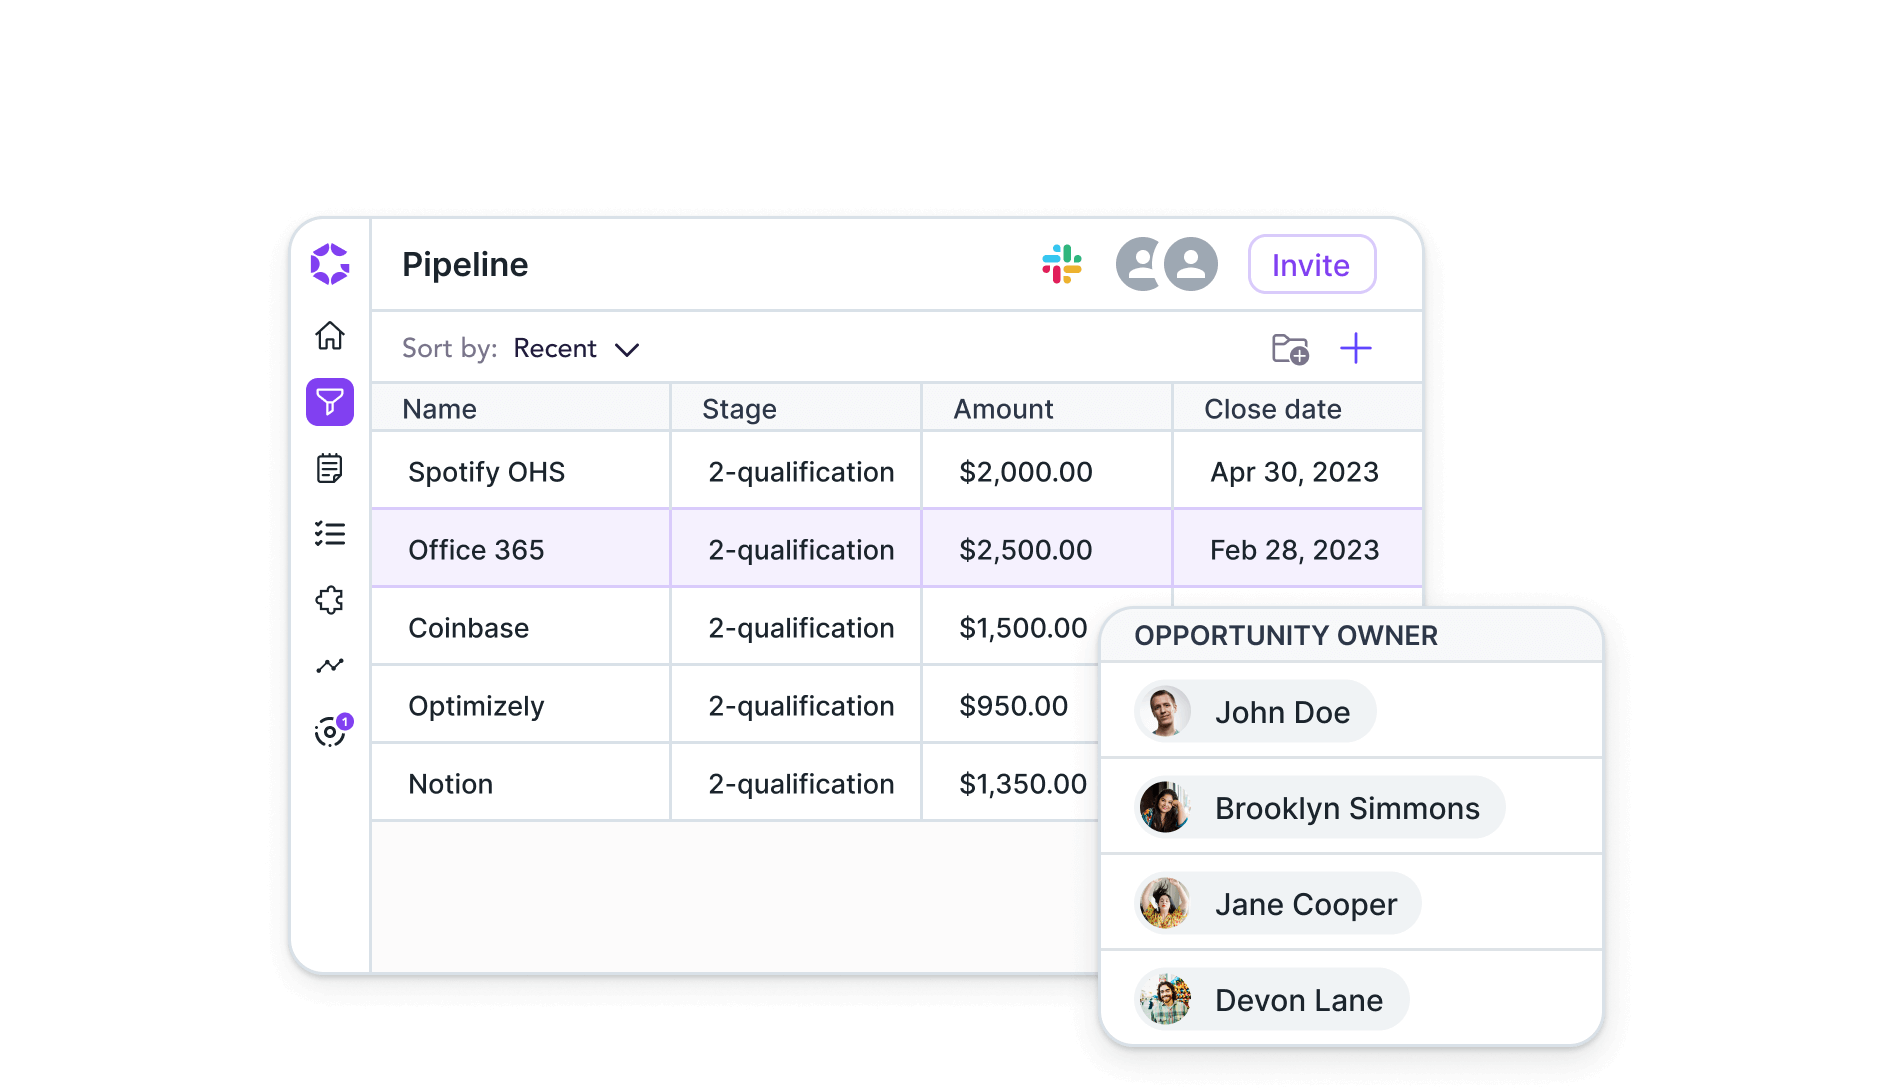 Pipeline
Invite
Sort by: Recent
Name Stage Amount Close date
Spotify OHS 2-qualification $2,000.00 Apr 30, 2023
Office 365 2-qualification $2,500.00 Feb 28, 2023
Coinbase 2-qualification $1,500.00
Optimizely 2-qualification $950.00
1
Notion 2-qualification $1,350.00
OPPORTUNITY OWNER
John Doe
Brooklyn Simmons
Jane Cooper
Devon Lane